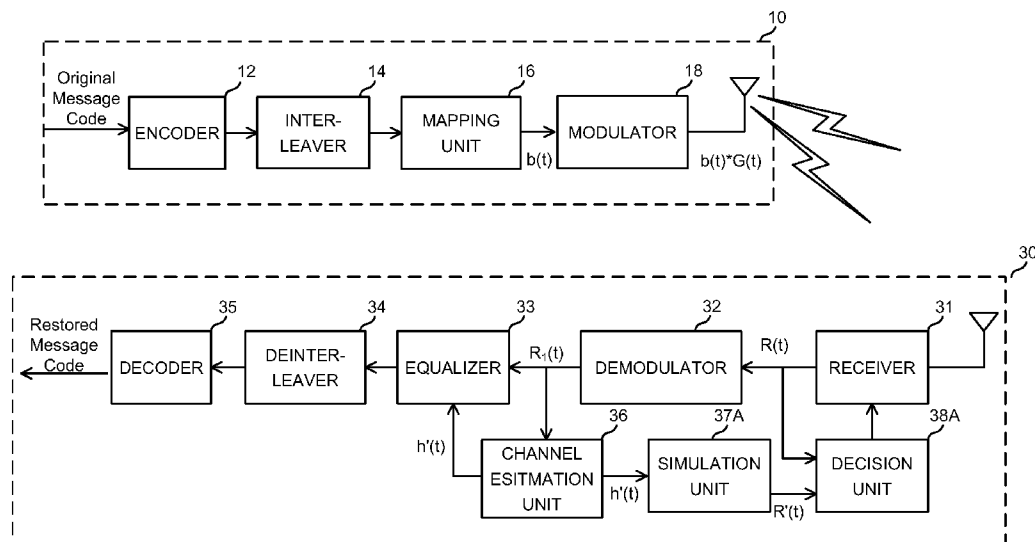 10
Original
Message
Code
12
ENCODER
14
INTER-
LEAVER
16
MAPPING
UNIT
b(t)
18
MODULATOR
b(t)*G(t)
30
Restored
Message
Code
35
DECODER
34
DEINTER-
LEAVER
33
EQUALIZER
R₁(t)
32
DEMODULATOR
R(t)
31
RECEIVER
h'(t)
36
CHANNEL
ESITMATION
UNIT
h'(t)
37A
SIMULATION
UNIT
R'(t)
38A
DECISION
UNIT